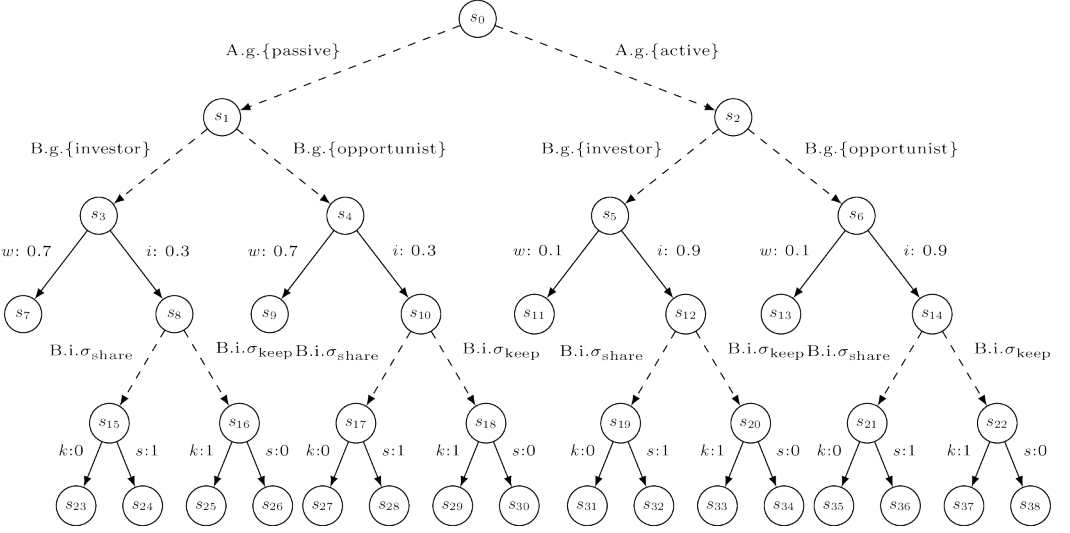 s₀
A.g.{passive} A.g.{active}
s₁ s₂
B.g.{investor} B.g.{opportunist} B.g.{investor} B.g.{opportunist}
s₃ s₄ s₅ s₆
w: 0.7 i: 0.3 w: 0.7 i: 0.3 w: 0.1 i: 0.9 w: 0.1 i: 0.9
s₇ s₈ s₉ s₁₀ s₁₁ s₁₂ s₁₃ s₁₄
B.i.σshare B.i.σkeep B.i.σshare B.i.σkeep B.i.σshare B.i.σkeep B.i.σshare B.i.σkeep
s₁₅ s₁₆ s₁₇ s₁₈ s₁₉ s₂₀ s₂₁ s₂₂
k:0 s:1 k:1 s:0 k:0 s:1 k:1 s:0 k:0 s:1 k:1 s:0 k:0 s:1 k:1 s:0
s₂₃ s₂₄ s₂₅ s₂₆ s₂₇ s₂₈ s₂₉ s₃₀ s₃₁ s₃₂ s₃₃ s₃₄ s₃₅ s₃₆ s₃₇ s₃₈